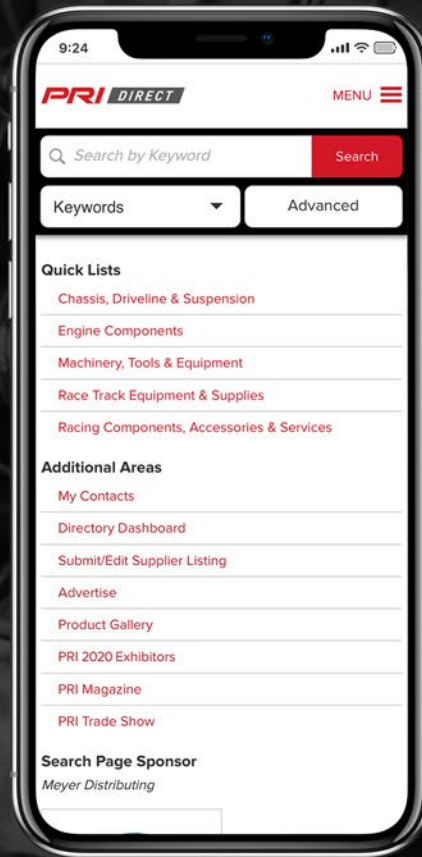 9:24
PRI DIRECT
MENU
Search by Keyword
Search
Keywords
Advanced
Quick Lists
Chassis, Driveline & Suspension
Engine Components
Machinery, Tools & Equipment
Race Track Equipment & Supplies
Racing Components, Accessories & Services
Additional Areas
My Contacts
Directory Dashboard
Submit/Edit Supplier Listing
Advertise
Product Gallery
PRI 2020 Exhibitors
PRI Magazine
PRI Trade Show
Search Page Sponsor
Meyer Distributing